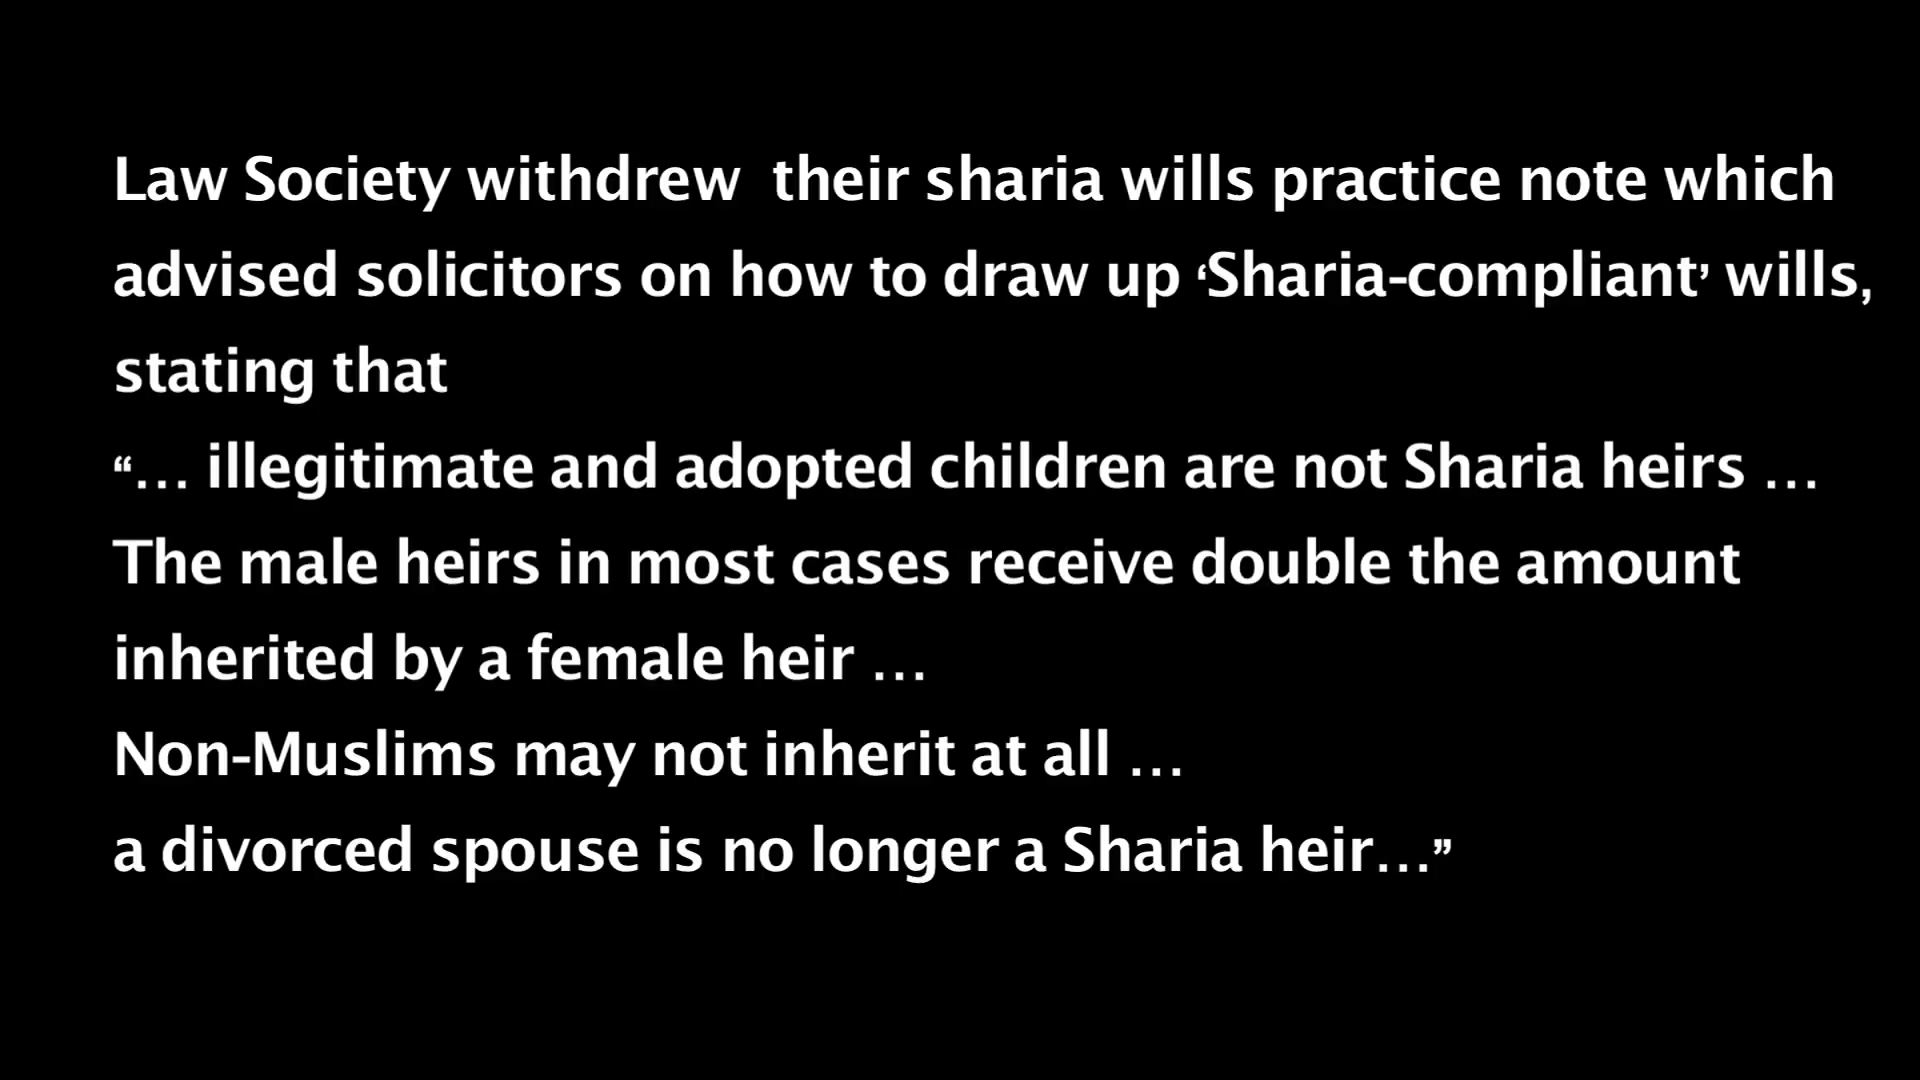 Law Society withdrew  their sharia wills practice note which
advised solicitors on how to draw up ‘Sharia-compliant’ wills,
stating that
“… illegitimate and adopted children are not Sharia heirs …
The male heirs in most cases receive double the amount
inherited by a female heir …
Non-Muslims may not inherit at all …
a divorced spouse is no longer a Sharia heir…”